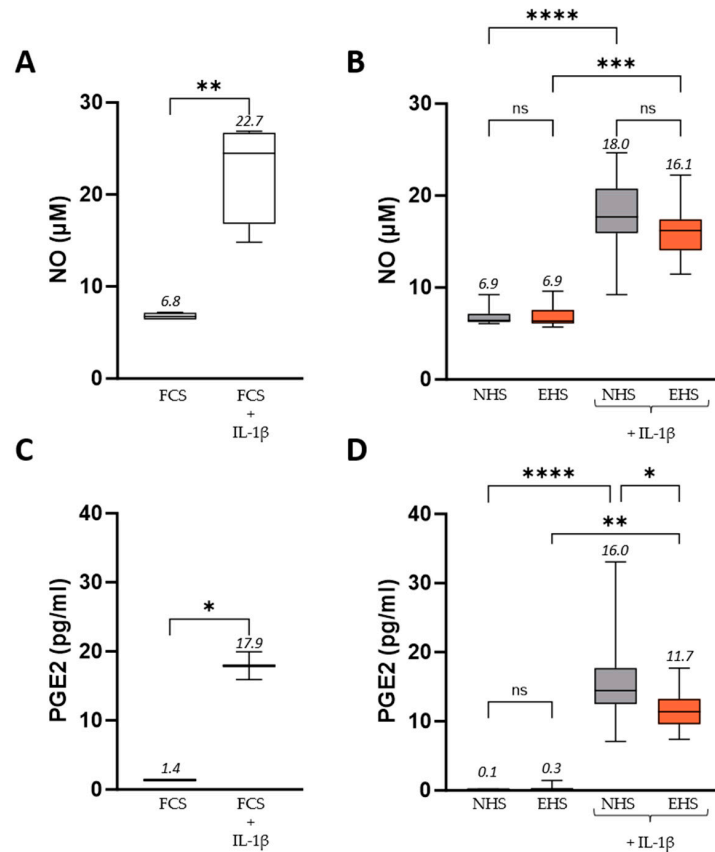 A
**
30
22.7
20
NO (µM)
10
6.8
0
FCS
FCS
+
IL-1β
B
****
***
ns
ns
30
18.0
16.1
20
NO (µM)
10
6.9
6.9
0
NHS
EHS
NHS
EHS
+ IL-1β
C
40
30
*
17.9
20
PGE2 (pg/ml)
10
1.4
0
FCS
FCS
+
IL-1β
D
****
*
**
40
16.0
30
PGE2 (pg/ml)
20
11.7
ns
10
0.1
0.3
0
NHS
EHS
NHS
EHS
+ IL-1β